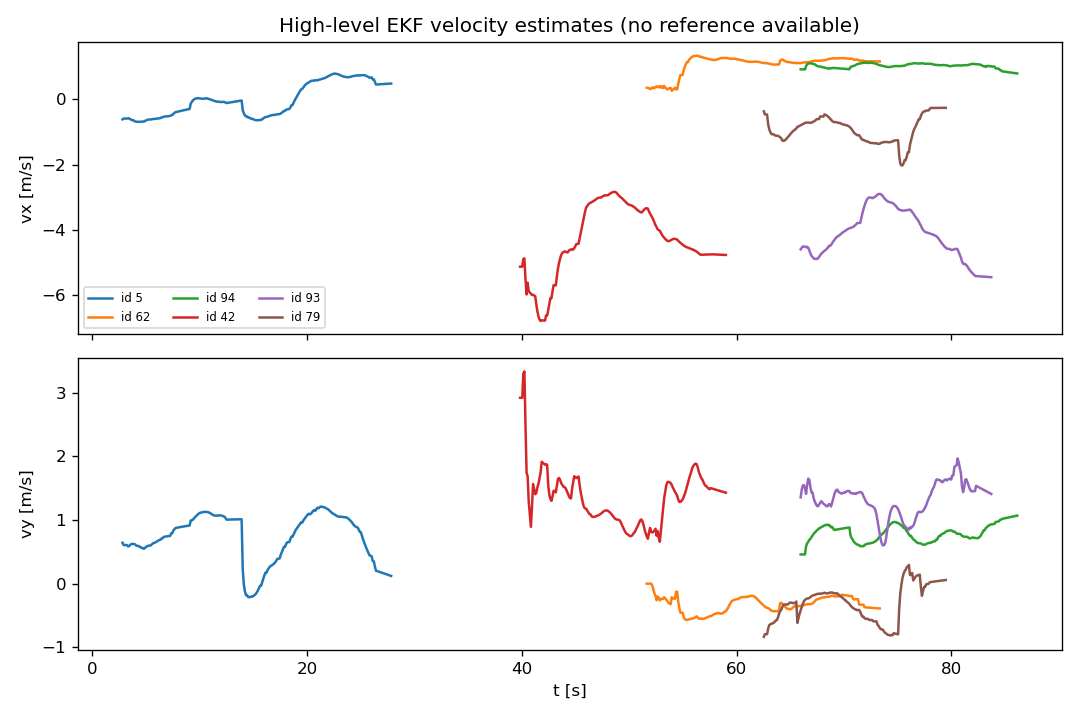 High-level EKF velocity estimates (no reference available)
vx [m/s]
0
−2
−4
−6
id 5
id 62
id 94
id 42
id 93
id 79
vy [m/s]
3
2
1
0
−1
0 20 40 60 80
t [s]